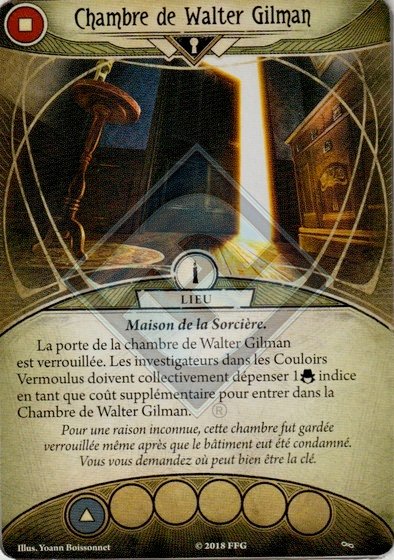 Chambre de Walter Gilman
LIEU
Maison de la Sorcière.
La porte de la chambre de Walter Gilman
est verrouillée. Les investigateurs dans les Couloirs
Vermoulus doivent collectivement dépenser 1 indice
en tant que coût supplémentaire pour entrer dans la
Chambre de Walter Gilman.
®
Pour une raison inconnue, cette chambre fut gardée
verrouillée même après que le bâtiment eut été condamné.
Vous vous demandez où peut bien être la clé.
Illus. Yoann Boissonnet
© 2018 FFG